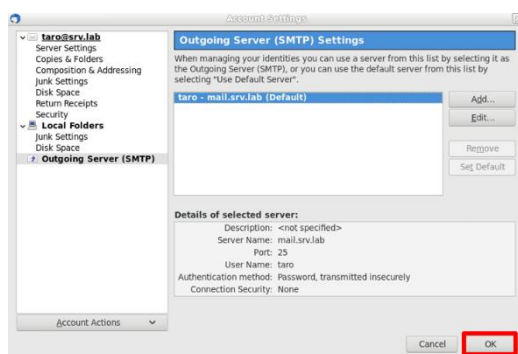 Account Settings
taro@srv.lab
Server Settings
Copies & Folders
Composition & Addressing
Junk Settings
Disk Space
Return Receipts
Security
Local Folders
Junk Settings
Disk Space
Outgoing Server (SMTP)
Account Actions
Outgoing Server (SMTP) Settings
When managing your identities you can use a server from this list by selecting it as
the Outgoing Server (SMTP), or you can use the default server from this list by
selecting "Use Default Server".
taro - mail.srv.lab (Default)
Add...
Edit...
Remove
Set Default
Details of selected server:
Description: <not specified>
Server Name: mail.srv.lab
Port: 25
User Name: taro
Authentication method: Password, transmitted insecurely
Connection Security: None
Cancel
OK